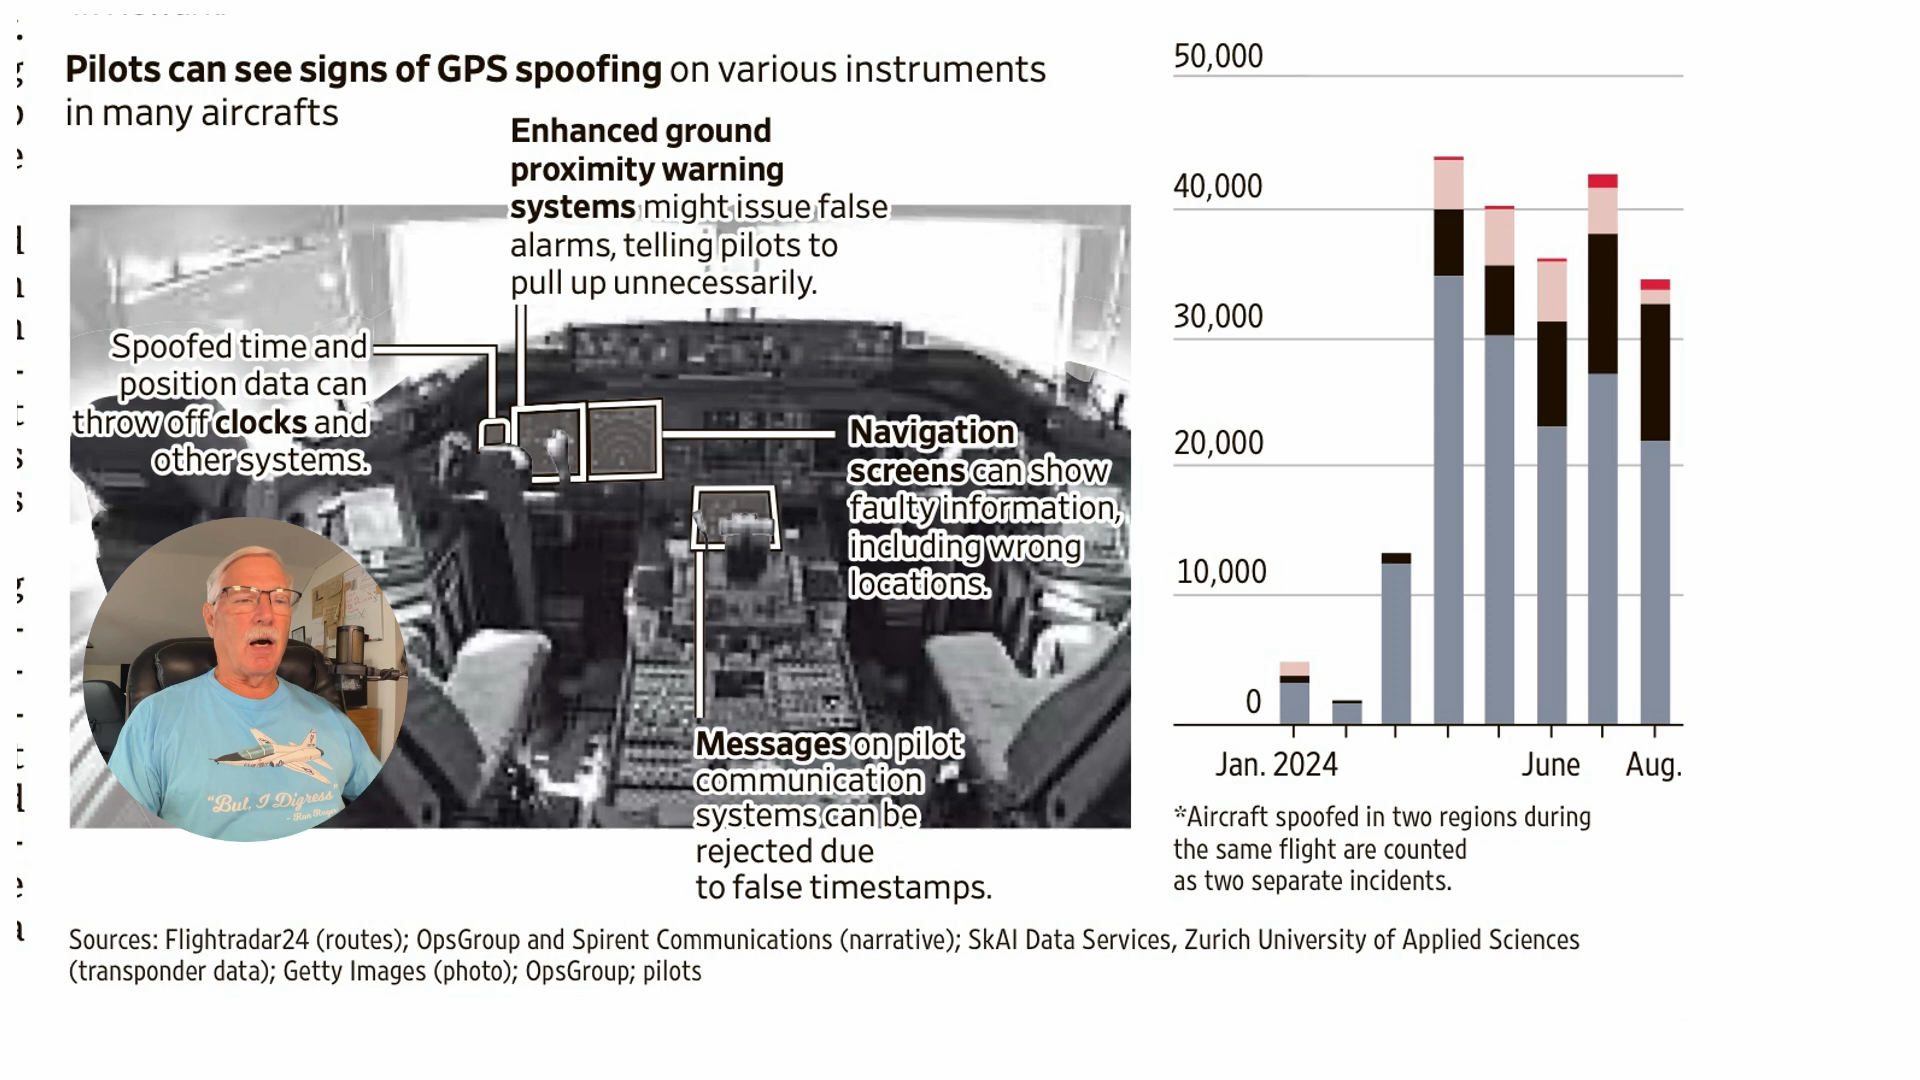 Pilots can see signs of GPS spoofing on various instruments
in many aircrafts
Enhanced ground
proximity warning
systems might issue false
alarms, telling pilots to
pull up unnecessarily.
Spoofed time and
position data can
throw off clocks and
other systems.
Navigation
screens can show
faulty information,
including wrong
locations.
Messages on pilot
communication
systems can be
rejected due
to false timestamps.
"But, I Digress"
50,000
40,000
30,000
20,000
10,000
0
Jan. 2024
June
Aug.
*Aircraft spoofed in two regions during
the same flight are counted
as two separate incidents.
Sources: Flightradar24 (routes); OpsGroup and Spirent Communications (narrative); SkAI Data Services, Zurich University of Applied Sciences
(transponder data); Getty Images (photo); OpsGroup; pilots